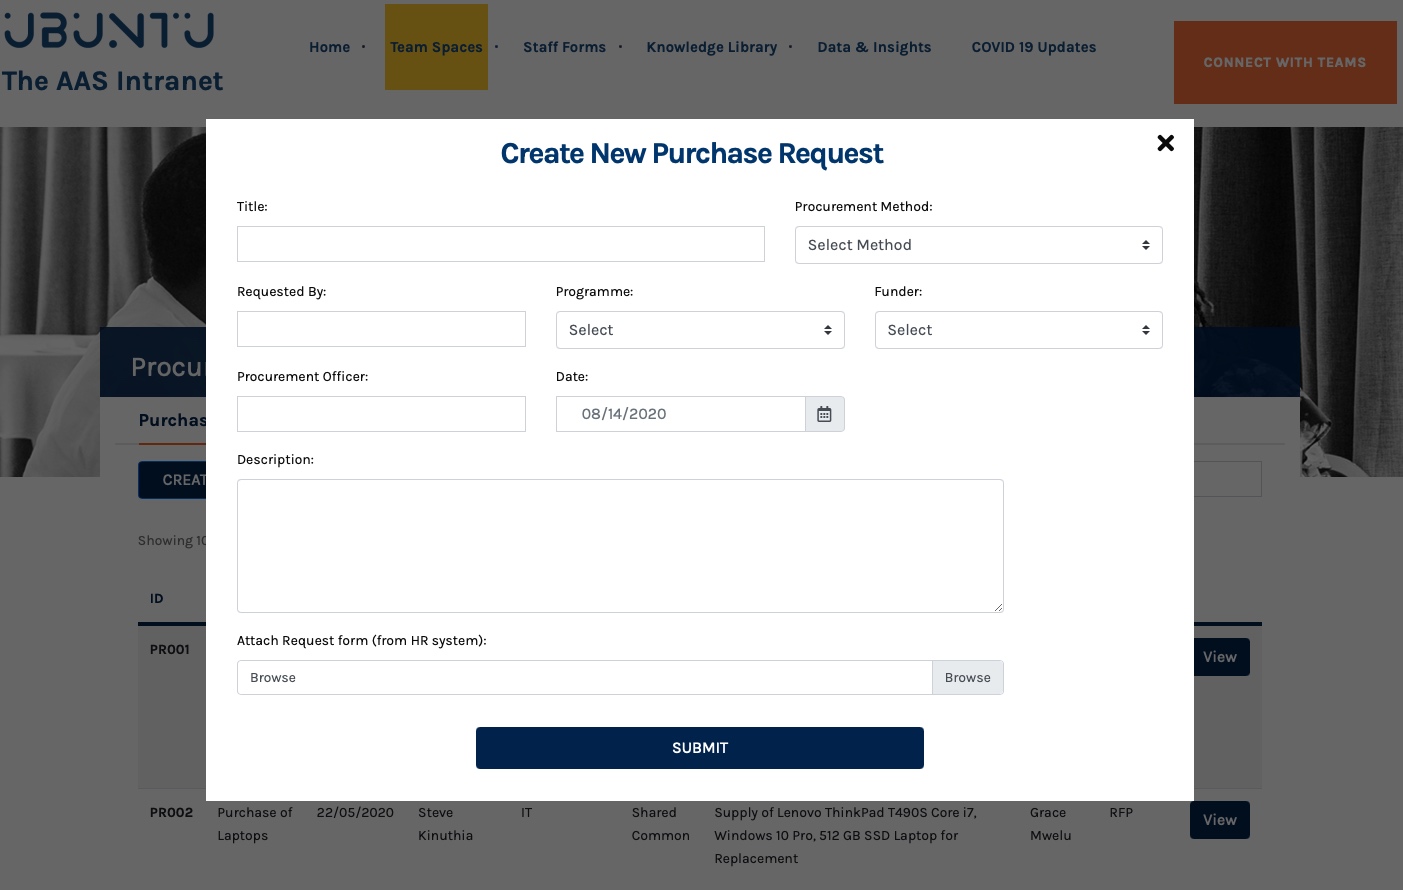 UBUNTU
The AAS Intranet
Home • Team Spaces • Staff Forms • Knowledge Library • Data & Insights COVID 19 Updates
CONNECT WITH TEAMS
Create New Purchase Request
Title:
Procurement Method:
Select Method
Requested By:
Programme:
Funder:
Select
Select
Procu
Procurement Officer:
Date:
08/14/2020
Purchas
Description:
CREAT
Showing 10
ID
Attach Request form (from HR system):
PR001
View
Browse
Browse
SUBMIT
PR002 Purchase of 22/05/2020 Steve IT Shared Supply of Lenovo ThinkPad T490S Core i7, Grace RFP View
Laptops Kinuthia Common Windows 10 Pro, 512 GB SSD Laptop for Mwelu
Replacement